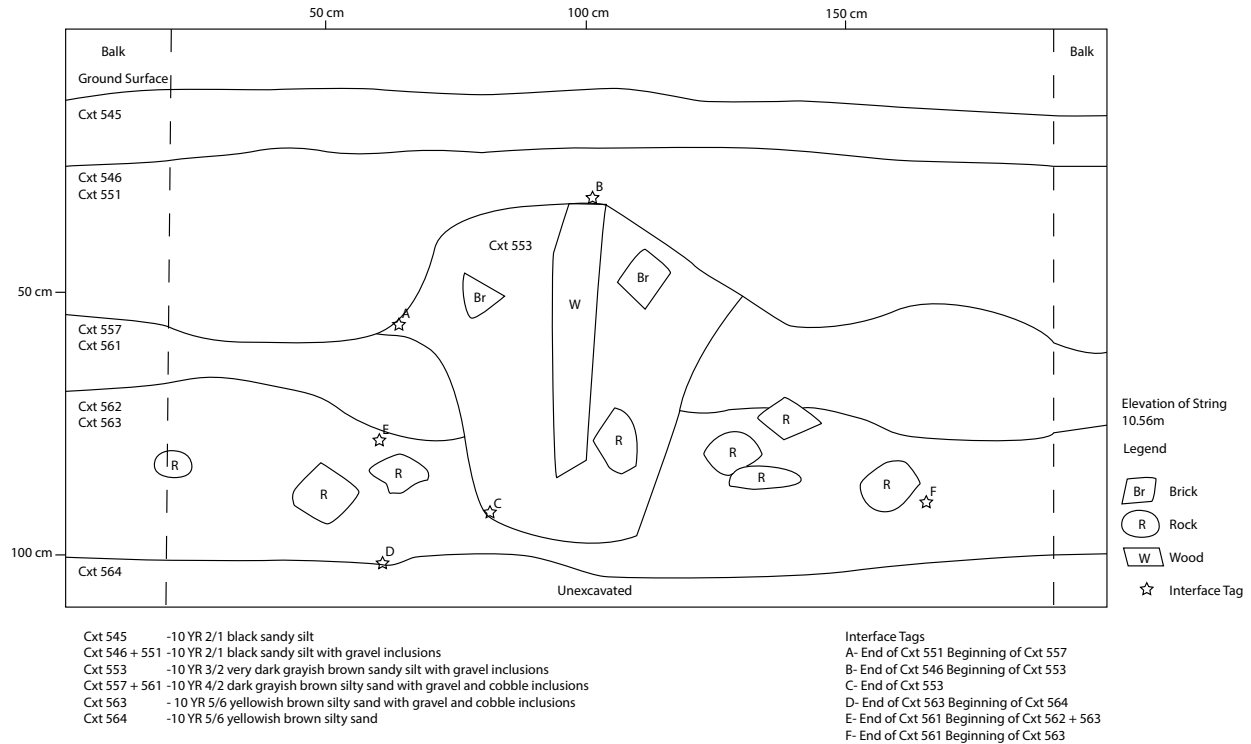 50 cm 100 cm 150 cm
Balk Balk
Ground Surface
Cxt 545
Cxt 546
Cxt 551
B
Cxt 553
Br
50 cm
Br
W
A
Cxt 557
Cxt 561
Cxt 562
Cxt 563
Elevation of String
10.56m
Legend
Br Brick
R Rock
W Wood
Interface Tag
R
E
R
R
R
R
R
R
R
F
C
100 cm
D
Cxt 564
Unexcavated
Cxt 545 -10 YR 2/1 black sandy silt
Cxt 546 + 551 -10 YR 2/1 black sandy silt with gravel inclusions
Cxt 553 -10 YR 3/2 very dark grayish brown sandy silt with gravel inclusions
Cxt 557 + 561 -10 YR 4/2 dark grayish brown silty sand with gravel and cobble inclusions
Cxt 563 - 10 YR 5/6 yellowish brown silty sand with gravel and cobble inclusions
Cxt 564 -10 YR 5/6 yellowish brown silty sand
Interface Tags
A- End of Cxt 551 Beginning of Cxt 557
B- End of Cxt 546 Beginning of Cxt 553
C- End of Cxt 553
D- End of Cxt 563 Beginning of Cxt 564
E- End of Cxt 561 Beginning of Cxt 562 + 563
F- End of Cxt 561 Beginning of Cxt 563